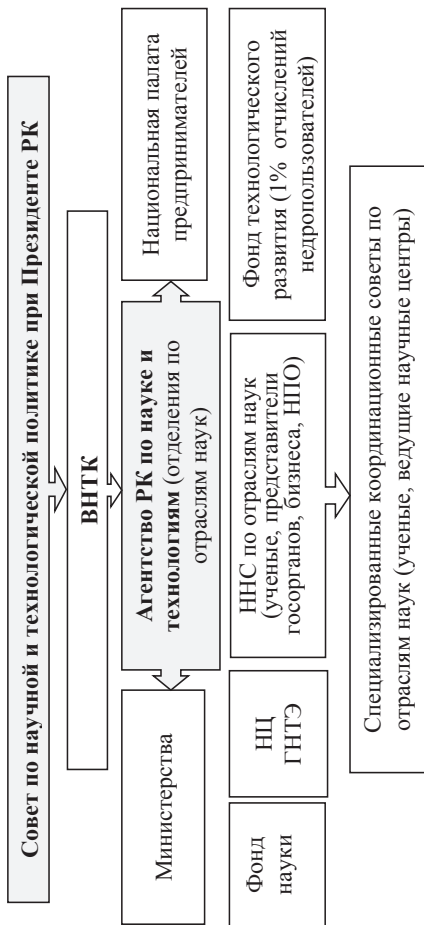 Совет по научной и технологической политике при Президенте РК
ВНТК
Министерства
Агентство РК по науке и
технологиям (отделения по
отраслям наук)
Национальная палата
предпринимателей
Фонд
науки
НЦ
ГНТЭ
ННС по отраслям наук
(ученые, представители
госорганов, бизнеса, НПО)
Фонд технологического
развития (1% отчислений
недропользователей)
Специализированные координационные советы по
отраслям наук (ученые, ведущие научные центры)